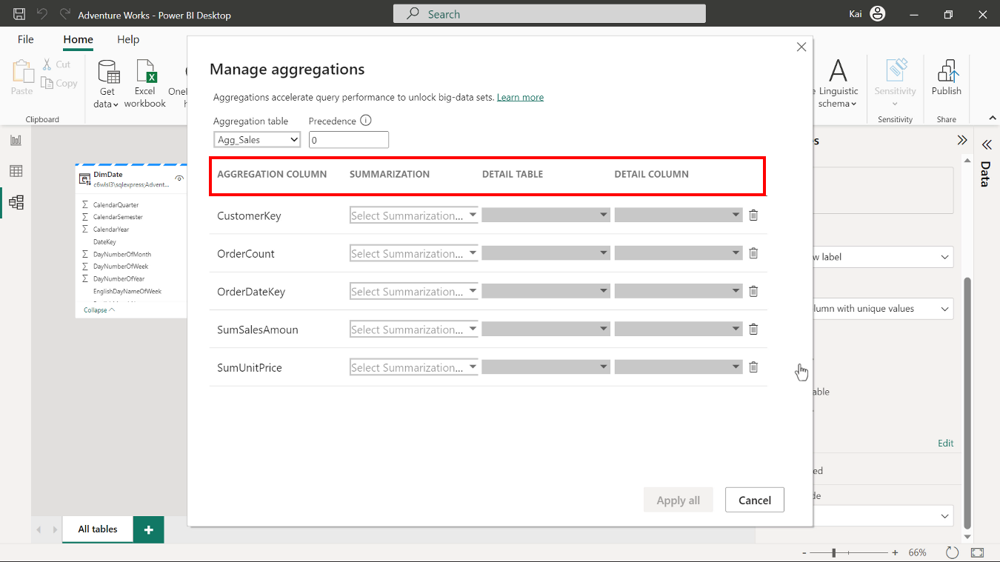 Adventure Works - Power BI Desktop
Search
Kai
File
Home
Help
Paste
Cut
Copy
Clipboard
Get
data
Excel
workbook
Linguistic
schema
Sensitivity
Sensitivity
Publish
Share
Manage aggregations
Aggregations accelerate query performance to unlock big-data sets. Learn more
Aggregation table
Precedence
Agg_Sales
0
AGGREGATION COLUMN SUMMARIZATION DETAIL TABLE DETAIL COLUMN
CustomerKey Select Summarization...
OrderCount Select Summarization...
OrderDateKey Select Summarization...
SumSalesAmoun Select Summarization...
SumUnitPrice Select Summarization...
Apply all
Cancel
DimDate
c6wlsl3\sqlexpress;Advent...
CalendarQuarter
CalendarSemester
CalendarYear
DateKey
DayNumberOfMonth
DayNumberOfWeek
DayNumberOfYear
EnglishDayNameOfWeek
Collapse
Data
w label
lumn with unique values
able
Edit
ed
de
All tables
66%